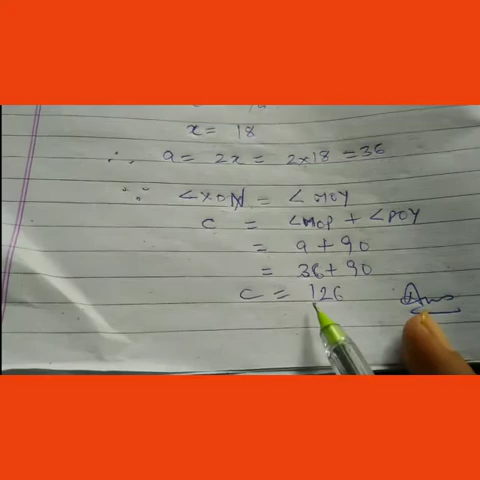 x = 18
∴ a = 2x = 2×18 = 36
∵ ∠XON = ∠MOY
c = ∠MOP + ∠POY
= a + 90
= 36 + 90
c = 126 Ans